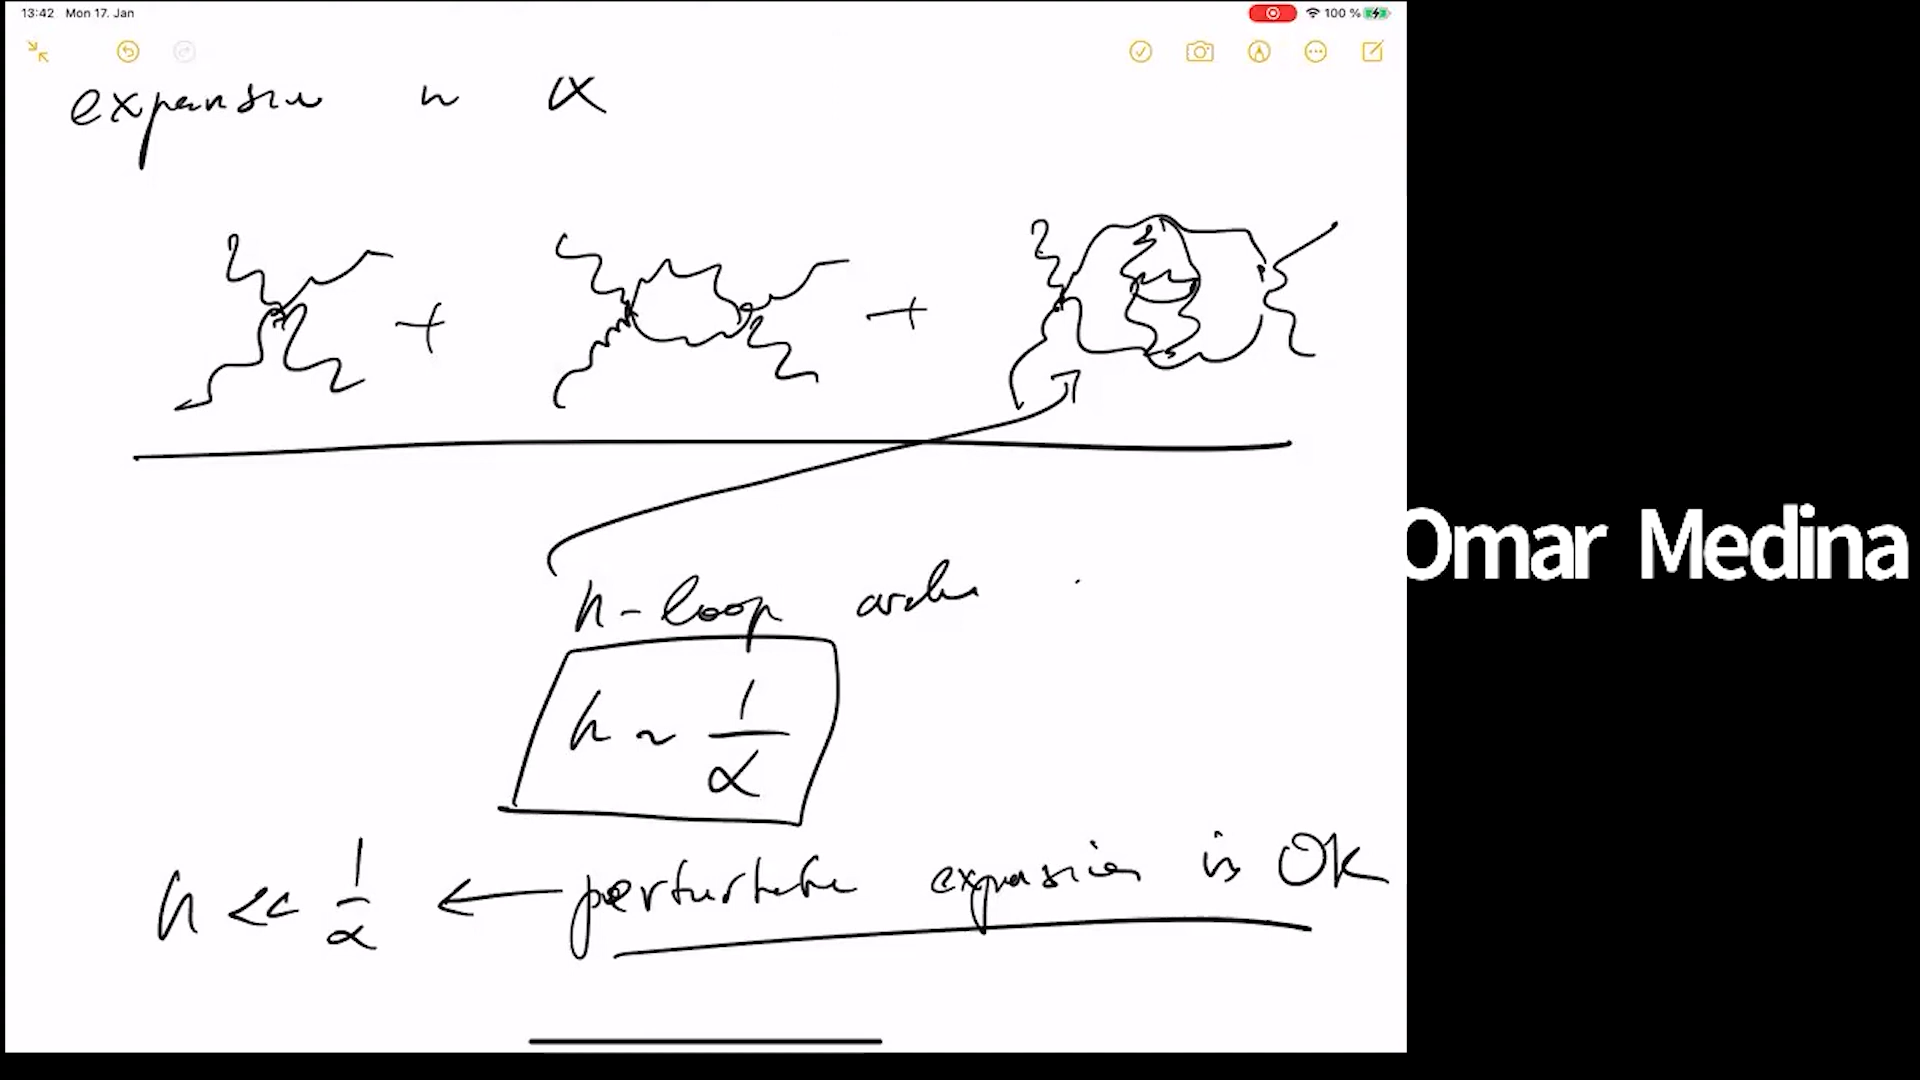 13:42 Mon 17. Jan
100 %
expansion in α
+ +
n-loop order
n ~ 1/α
n << 1/α ← perturbative expansion is OK
Omar Medina